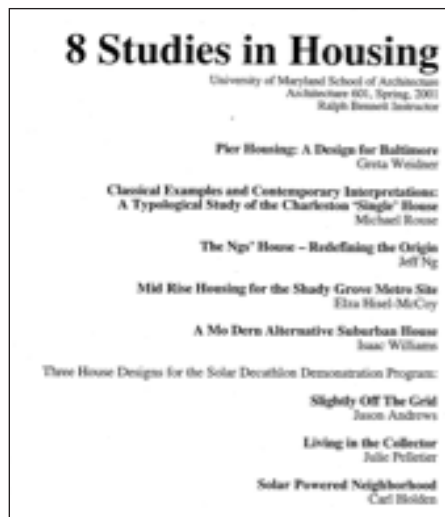 8 Studies in Housing
University of Maryland School of Architecture
Architecture 601, Spring, 2001
Ralph Bennett Instructor
Pier Housing: A Design for Baltimore
Greta Weidner
Classical Examples and Contemporary Interpretations:
A Typological Study of the Charleston "Single" House
Michael Rouse
The Ngs' House – Redefining the Origin
Jeff Ng
Mid Rise Housing for the Shady Grove Metro Site
Elza Hisel-McCoy
A Mo Dern Alternative Suburban House
Isaac Williams
Three House Designs for the Solar Decathlon Demonstration Program:
Slightly Off The Grid
Jason Andrews
Living in the Collector
Julie Pelletier
Solar Powered Neighborhood
Carl Holden